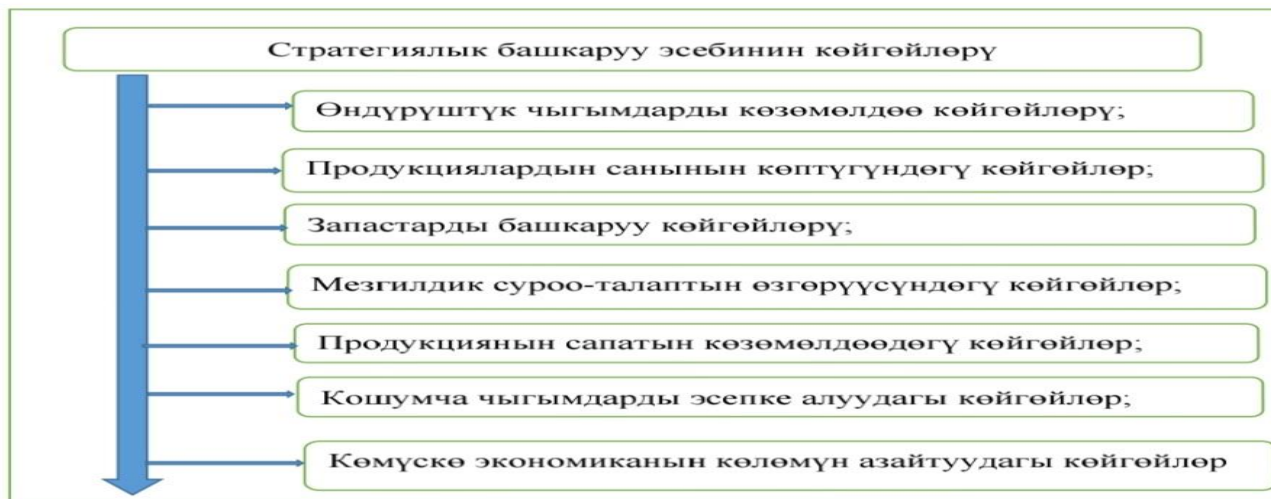 Стратегиялык башкаруу эсебинин көйгөйлөрү
Өндүрүштүк чыгымдарды көзөмөлдөө көйгөйлөрү;
Продукциялардын санынын көптүгүндөгү көйгөйлөр;
Запастарды башкаруу көйгөйлөрү;
Мезгилдик суроо-талаптын өзгөрүүсүндөгү көйгөйлөр;
Продукциянын сапатын көзөмөлдөөдөгү көйгөйлөр;
Кошумча чыгымдарды эсепке алуудагы көйгөйлөр;
Көмүскө экономиканын көлөмүн азайтуудагы көйгөйлөр